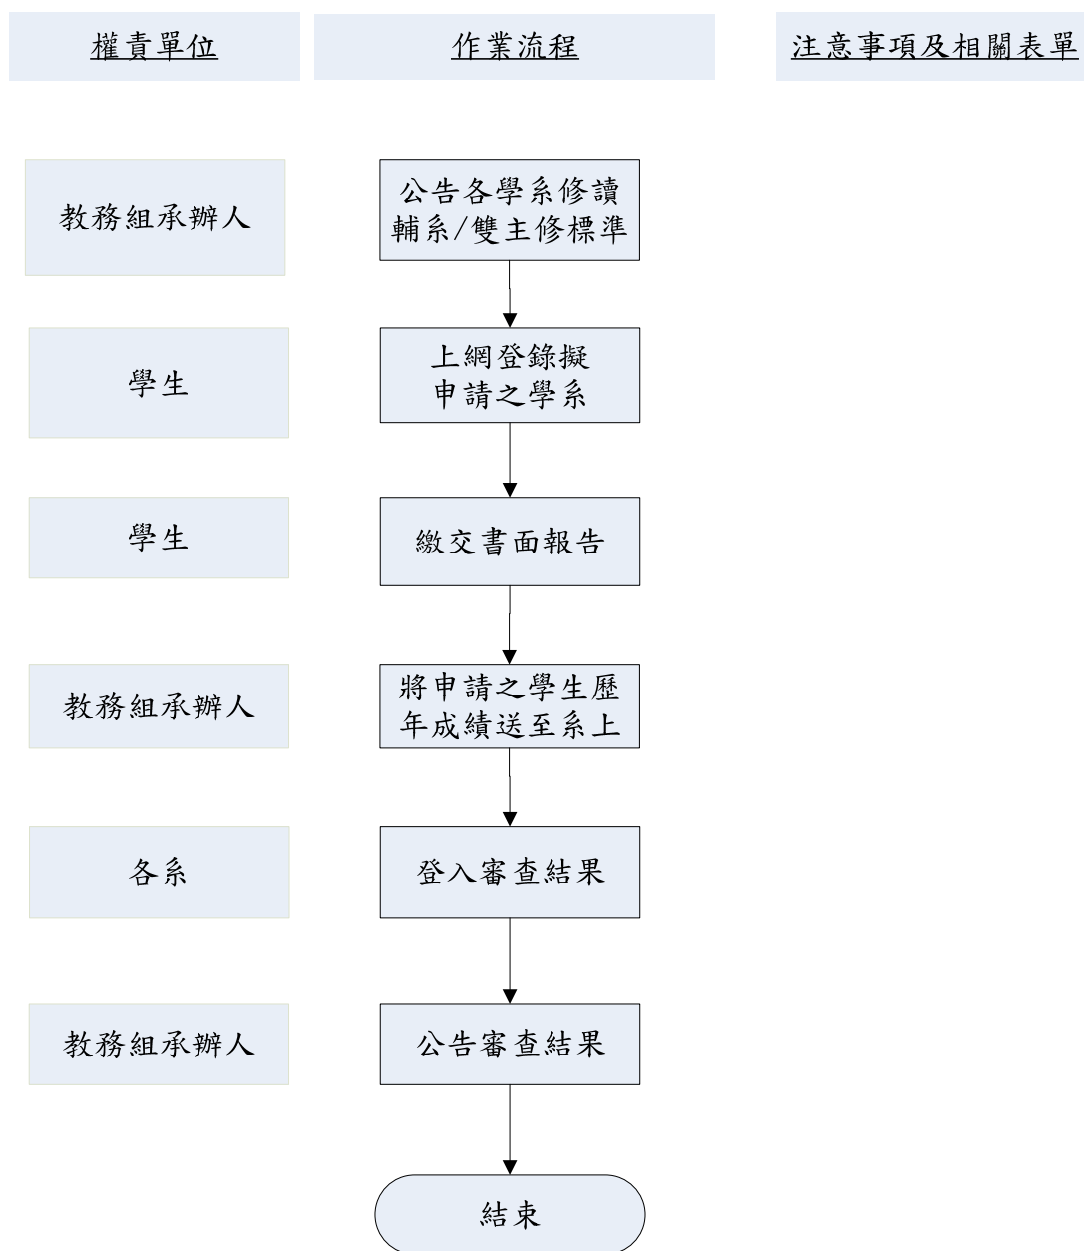 權責單位
作業流程
注意事項及相關表單
教務組承辦人
公告各學系修讀
輔系/雙主修標準
學生
上網登錄擬
申請之學系
學生
繳交書面報告
教務組承辦人
將申請之學生歷
年成績送至系上
各系
登入審查結果
教務組承辦人
公告審查結果
結束